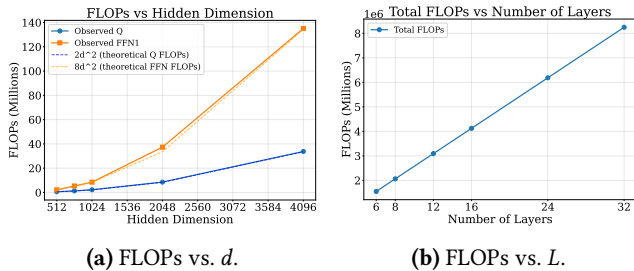 FLOPs vs Hidden Dimension
140
120
100
80
60
40
20
0
FLOPs (Millions)
Observed Q
Observed FFN1
2d^2 (theoretical Q FLOPs)
8d^2 (theoretical FFN FLOPs)
512 1024 1536 2048 2560 3072 3584 4096
Hidden Dimension
(a) FLOPs vs. d.
Total FLOPs vs Number of Layers
1e6
8
7
6
5
4
3
2
FLOPs (Millions)
Total FLOPs
6 8 12 16 24 32
Number of Layers
(b) FLOPs vs. L.